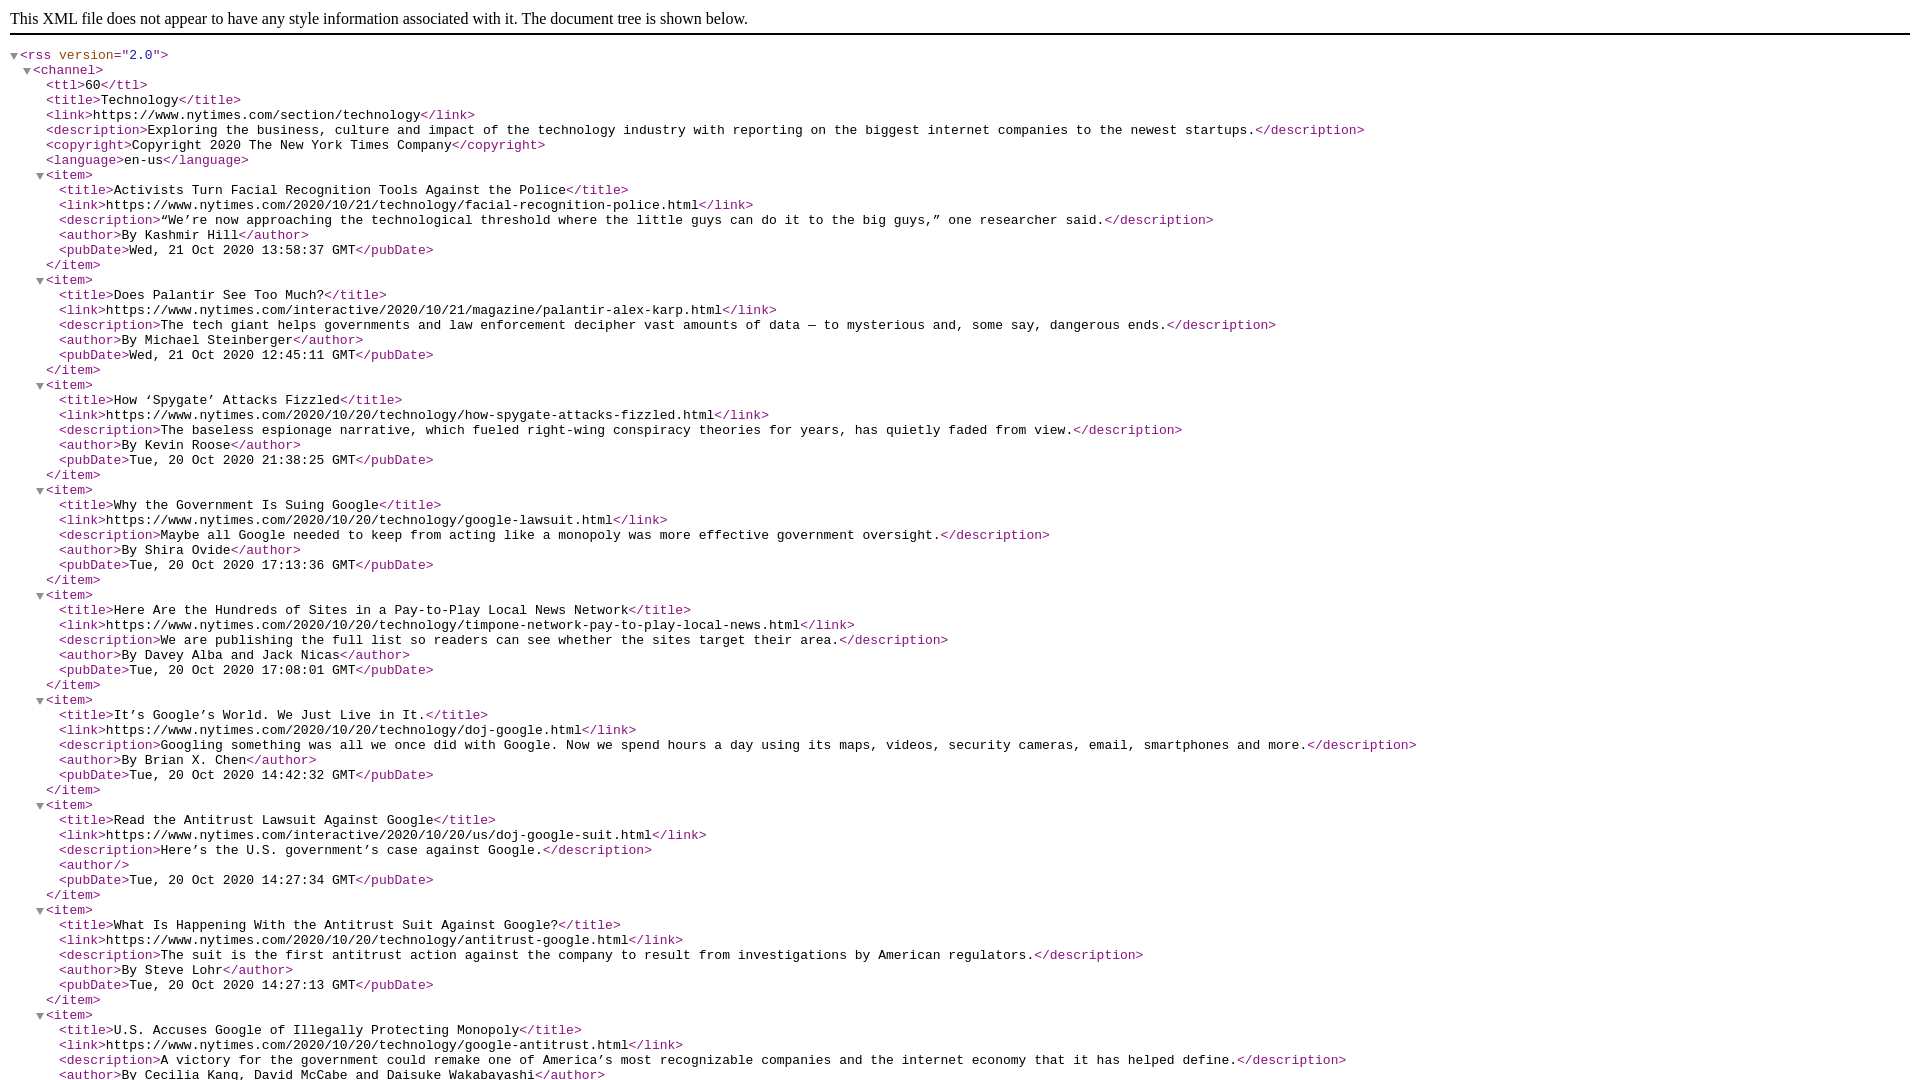 This XML file does not appear to have any style information associated with it. The document tree is shown below.
<rss version="2.0">
<channel>
<ttl>60</ttl>
<title>Technology</title>
<link>https://www.nytimes.com/section/technology</link>
<description>Exploring the business, culture and impact of the technology industry with reporting on the biggest internet companies to the newest startups.</description>
<copyright>Copyright 2020 The New York Times Company</copyright>
<language>en-us</language>
<item>
<title>Activists Turn Facial Recognition Tools Against the Police</title>
<link>https://www.nytimes.com/2020/10/21/technology/facial-recognition-police.html</link>
<description>“We’re now approaching the technological threshold where the little guys can do it to the big guys,” one researcher said.</description>
<author>By Kashmir Hill</author>
<pubDate>Wed, 21 Oct 2020 13:58:37 GMT</pubDate>
</item>
<item>
<title>Does Palantir See Too Much?</title>
<link>https://www.nytimes.com/interactive/2020/10/21/magazine/palantir-alex-karp.html</link>
<description>The tech giant helps governments and law enforcement decipher vast amounts of data — to mysterious and, some say, dangerous ends.</description>
<author>By Michael Steinberger</author>
<pubDate>Wed, 21 Oct 2020 12:45:11 GMT</pubDate>
</item>
<item>
<title>How ‘Spygate’ Attacks Fizzled</title>
<link>https://www.nytimes.com/2020/10/20/technology/how-spygate-attacks-fizzled.html</link>
<description>The baseless espionage narrative, which fueled right-wing conspiracy theories for years, has quietly faded from view.</description>
<author>By Kevin Roose</author>
<pubDate>Tue, 20 Oct 2020 21:38:25 GMT</pubDate>
</item>
<item>
<title>Why the Government Is Suing Google</title>
<link>https://www.nytimes.com/2020/10/20/technology/google-lawsuit.html</link>
<description>Maybe all Google needed to keep from acting like a monopoly was more effective government oversight.</description>
<author>By Shira Ovide</author>
<pubDate>Tue, 20 Oct 2020 17:13:36 GMT</pubDate>
</item>
<item>
<title>Here Are the Hundreds of Sites in a Pay-to-Play Local News Network</title>
<link>https://www.nytimes.com/2020/10/20/technology/timpone-network-pay-to-play-local-news.html</link>
<description>We are publishing the full list so readers can see whether the sites target their area.</description>
<author>By Davey Alba and Jack Nicas</author>
<pubDate>Tue, 20 Oct 2020 17:08:01 GMT</pubDate>
</item>
<item>
<title>It’s Google’s World. We Just Live in It.</title>
<link>https://www.nytimes.com/2020/10/20/technology/doj-google.html</link>
<description>Googling something was all we once did with Google. Now we spend hours a day using its maps, videos, security cameras, email, smartphones and more.</description>
<author>By Brian X. Chen</author>
<pubDate>Tue, 20 Oct 2020 14:42:32 GMT</pubDate>
</item>
<item>
<title>Read the Antitrust Lawsuit Against Google</title>
<link>https://www.nytimes.com/interactive/2020/10/20/us/doj-google-suit.html</link>
<description>Here’s the U.S. government’s case against Google.</description>
<author/>
<pubDate>Tue, 20 Oct 2020 14:27:34 GMT</pubDate>
</item>
<item>
<title>What Is Happening With the Antitrust Suit Against Google?</title>
<link>https://www.nytimes.com/2020/10/20/technology/antitrust-google.html</link>
<description>The suit is the first antitrust action against the company to result from investigations by American regulators.</description>
<author>By Steve Lohr</author>
<pubDate>Tue, 20 Oct 2020 14:27:13 GMT</pubDate>
</item>
<item>
<title>U.S. Accuses Google of Illegally Protecting Monopoly</title>
<link>https://www.nytimes.com/2020/10/20/technology/google-antitrust.html</link>
<description>A victory for the government could remake one of America’s most recognizable companies and the internet economy that it has helped define.</description>
<author>By Cecilia Kang, David McCabe and Daisuke Wakabayashi</author>